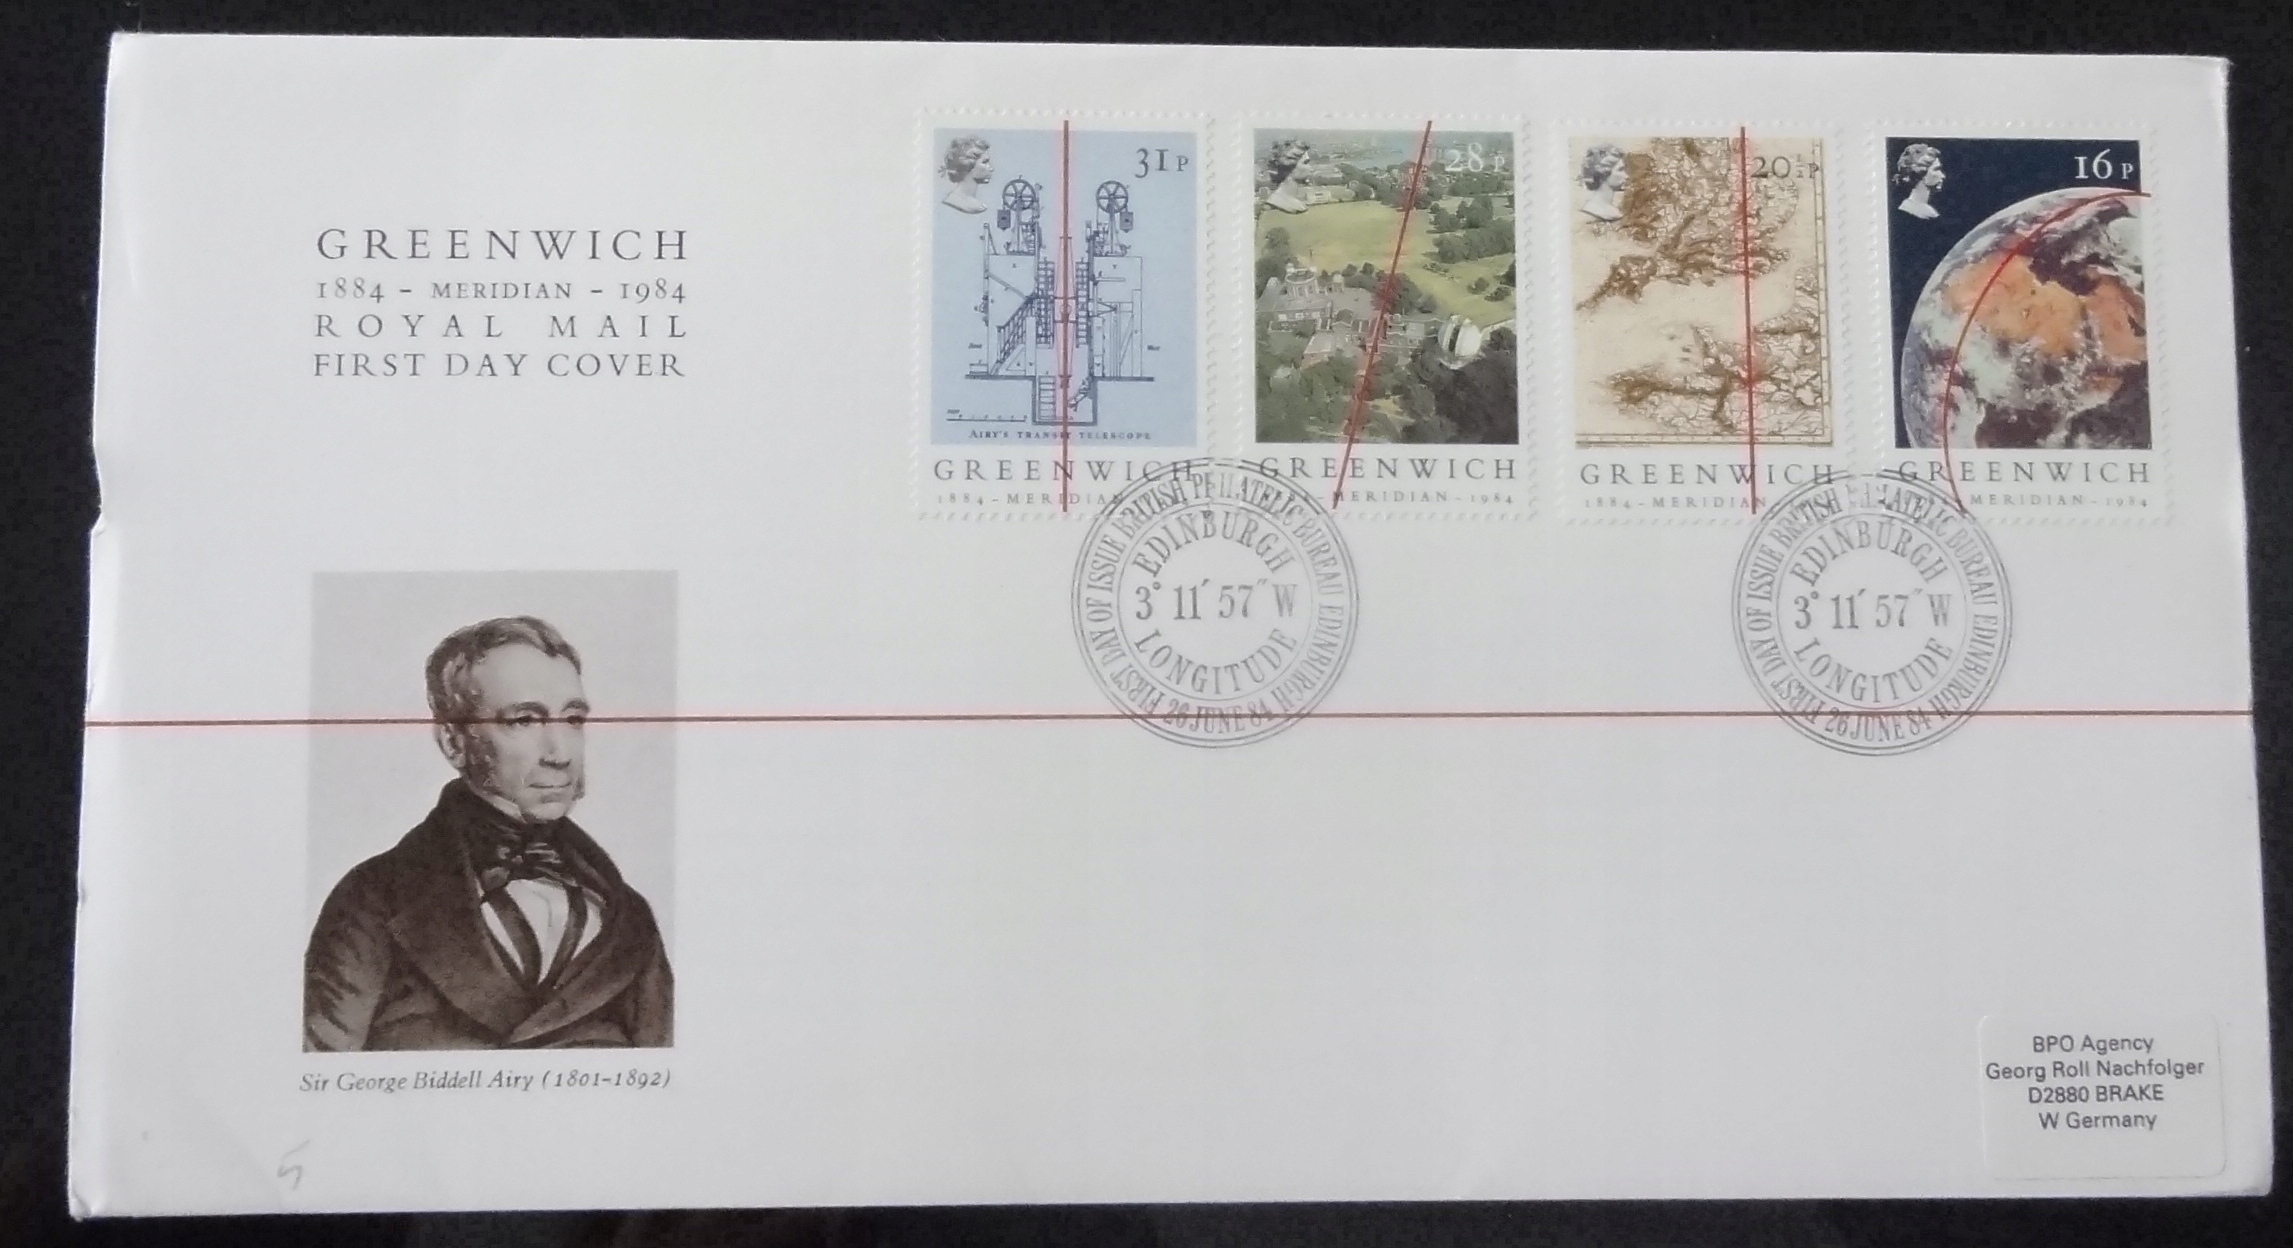 GREENWICH
1884 - MERIDIAN - 1984
ROYAL MAIL
FIRST DAY COVER
31P
AIRY'S TRANSIT TELESCOPE
GREENWICH
1884 - MERIDIAN
28P
GREENWICH
MERIDIAN - 1984
20½P
GREENWICH
1884 - MERIDIAN
16P
GREENWICH
MERIDIAN - 1984
FIRST DAY OF ISSUE BRITISH PHILATELIC BUREAU EDINBURGH
EDINBURGH
3° 11′ 57″ W
LONGITUDE
26 JUNE 84
FIRST DAY OF ISSUE BRITISH PHILATELIC BUREAU EDINBURGH
EDINBURGH
3° 11′ 57″ W
LONGITUDE
26 JUNE 84
Sir George Biddell Airy (1801-1892)
BPO Agency
Georg Roll Nachfolger
D2880 BRAKE
W Germany
5